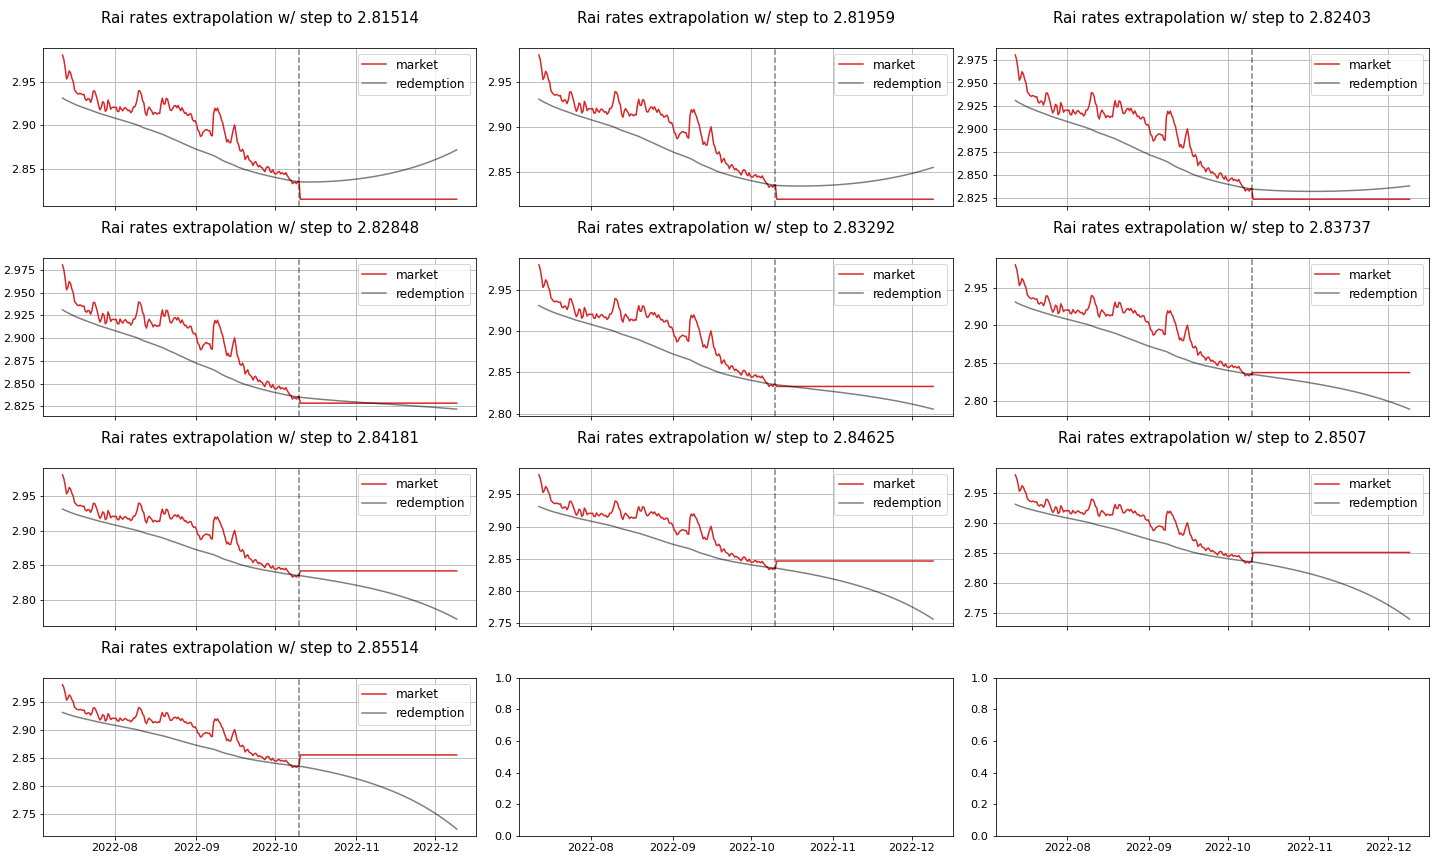 Rai rates extrapolation w/ step to 2.81514
2.95
2.90
2.85
market
redemption
Rai rates extrapolation w/ step to 2.81959
2.95
2.90
2.85
market
redemption
Rai rates extrapolation w/ step to 2.82403
2.975
2.950
2.925
2.900
2.875
2.850
2.825
market
redemption
Rai rates extrapolation w/ step to 2.82848
2.975
2.950
2.925
2.900
2.875
2.850
2.825
market
redemption
Rai rates extrapolation w/ step to 2.83292
2.95
2.90
2.85
2.80
market
redemption
Rai rates extrapolation w/ step to 2.83737
2.95
2.90
2.85
2.80
market
redemption
Rai rates extrapolation w/ step to 2.84181
2.95
2.90
2.85
2.80
market
redemption
Rai rates extrapolation w/ step to 2.84625
2.95
2.90
2.85
2.80
2.75
market
redemption
Rai rates extrapolation w/ step to 2.8507
2.95
2.90
2.85
2.80
2.75
market
redemption
Rai rates extrapolation w/ step to 2.85514
2.95
2.90
2.85
2.80
2.75
market
redemption
2022-08 2022-09 2022-10 2022-11 2022-12
1.0
0.8
0.6
0.4
0.2
0.0
2022-08 2022-09 2022-10 2022-11 2022-12
1.0
0.8
0.6
0.4
0.2
0.0
2022-08 2022-09 2022-10 2022-11 2022-12